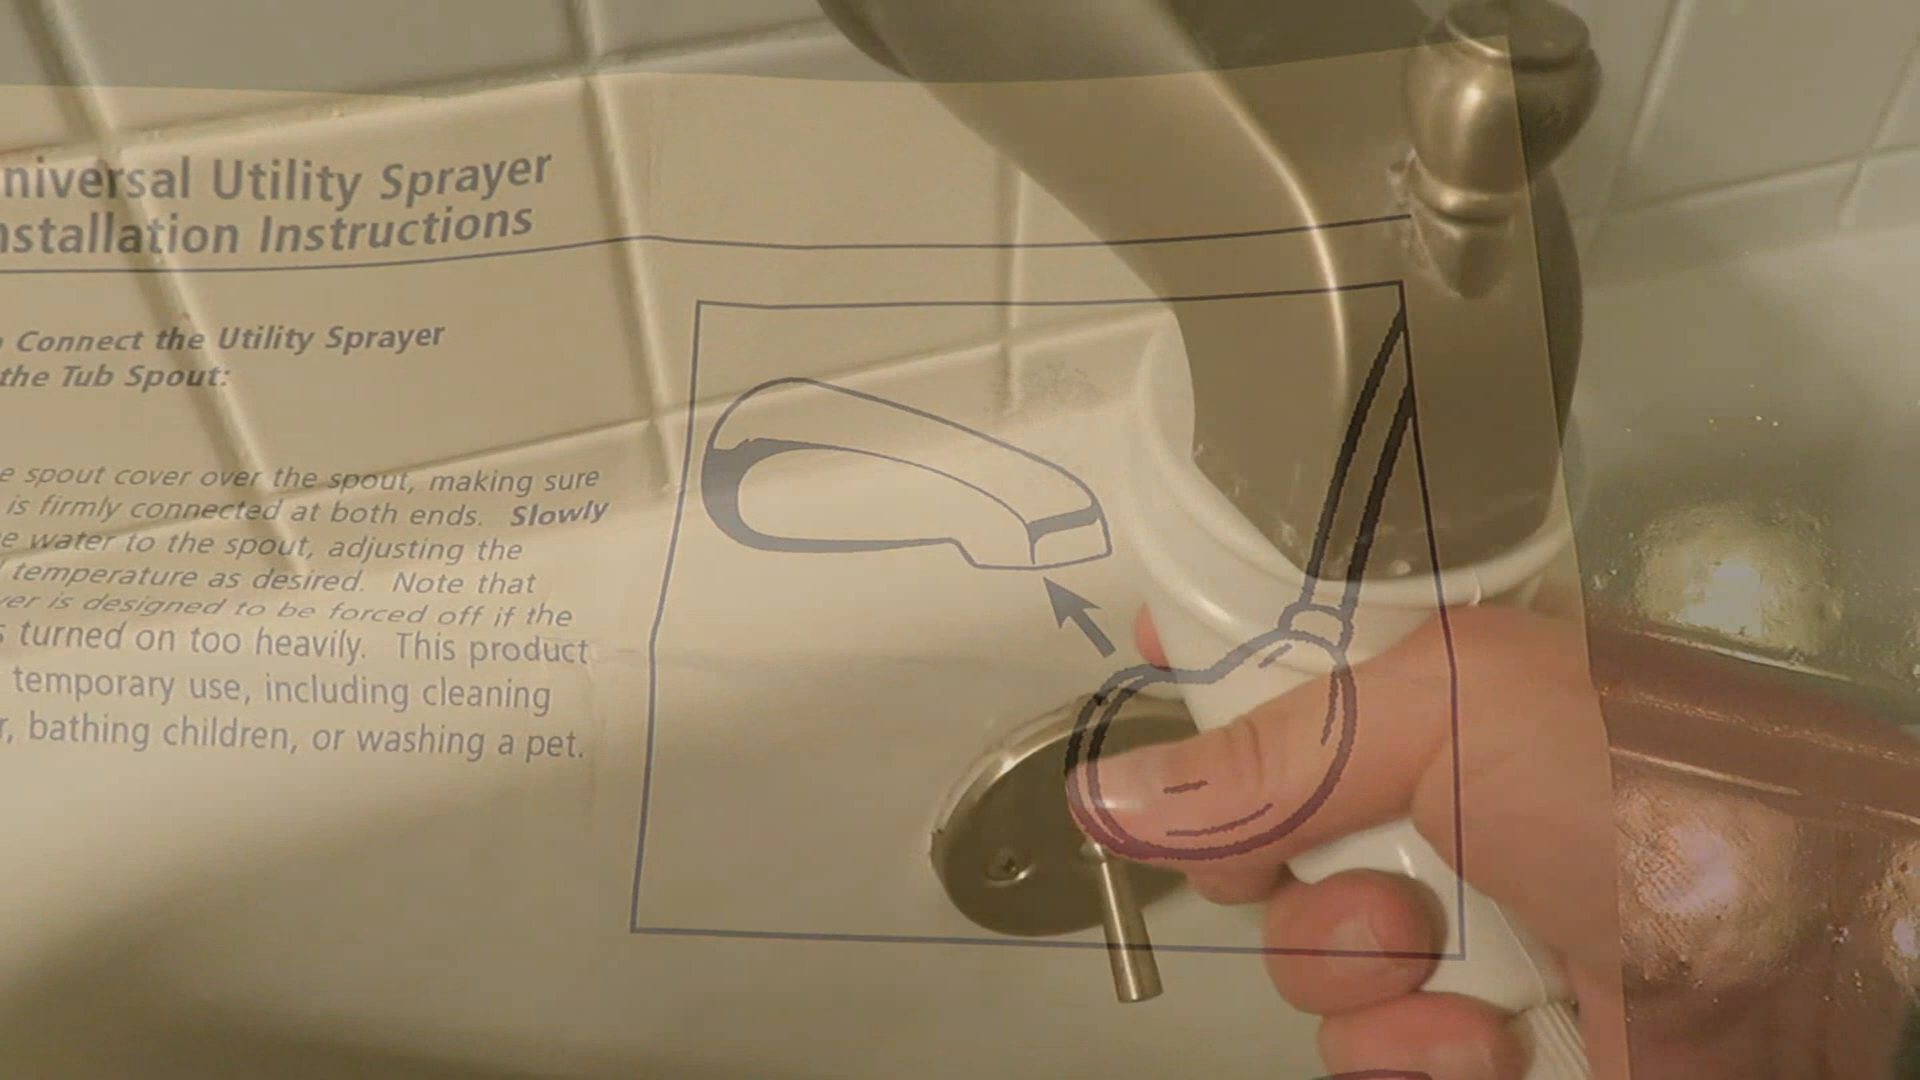 niversal Utility Sprayer
nstallation Instructions
Connect the Utility Sprayer
the Tub Spout:
e spout cover over the spout, making sure
is firmly connected at both ends. Slowly
e water to the spout, adjusting the
temperature as desired. Note that
er is designed to be forced off if the
s turned on too heavily. This product
temporary use, including cleaning
r, bathing children, or washing a pet.